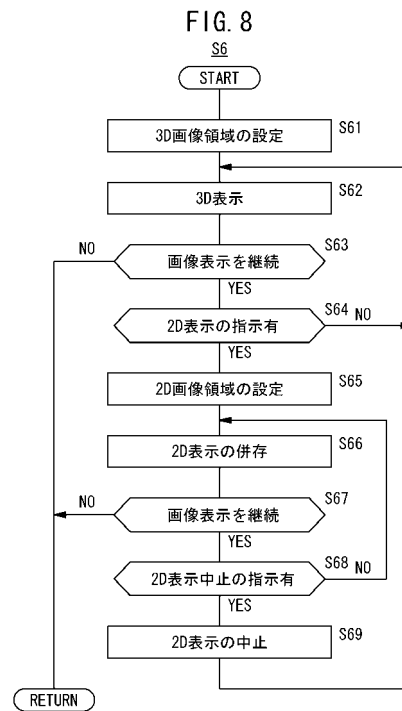 FIG. 8
S6
START
3D画像領域の設定 S61
3D表示 S62
画像表示を継続 S63
NO
YES
2D表示の指示有 S64
NO
YES
2D画像領域の設定 S65
2D表示の併存 S66
画像表示を継続 S67
NO
YES
2D表示中止の指示有 S68
NO
YES
2D表示の中止 S69
RETURN